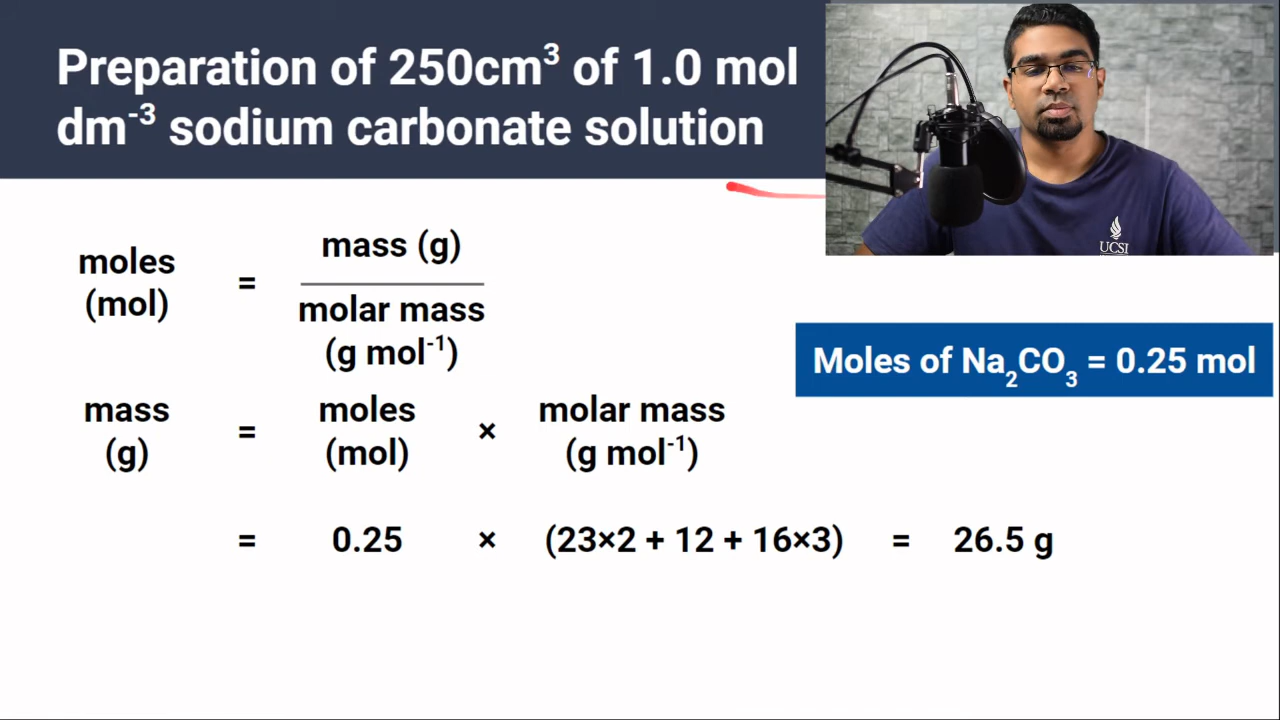 Preparation of 250cm³ of 1.0 mol
dm⁻³ sodium carbonate solution
UCSI
moles
(mol)
=
mass (g)
molar mass
(g mol⁻¹)
Moles of Na₂CO₃ = 0.25 mol
mass
(g)
=
moles
(mol)
×
molar mass
(g mol⁻¹)
= 0.25 × (23×2 + 12 + 16×3) = 26.5 g